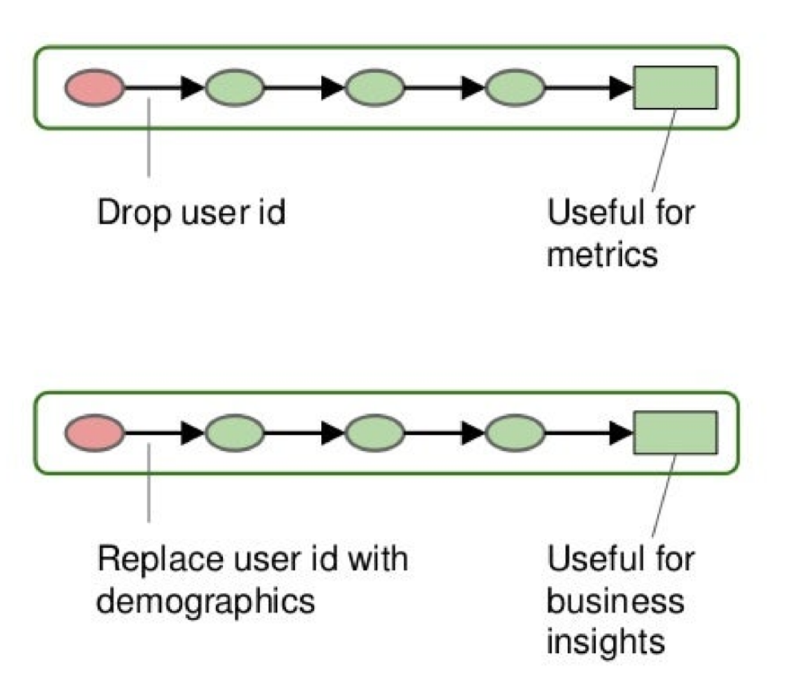 Drop user id
Useful for
metrics
Replace user id with
demographics
Useful for
business
insights